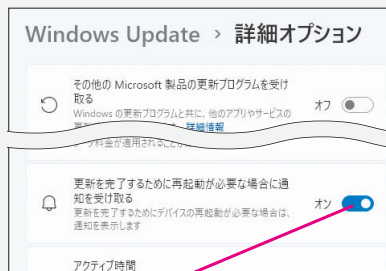 Windows Update › 詳細オプション
その他の Microsoft 製品の更新プログラムを受け
取る
オフ
Windows の更新プログラムと共に、他のアプリやサービスの
詳細情報
更新を完了するために再起動が必要な場合に通
知を受け取る
オン
更新を完了するためにデバイスの再起動が必要な場合は、
通知を表示します
アクティブ時間